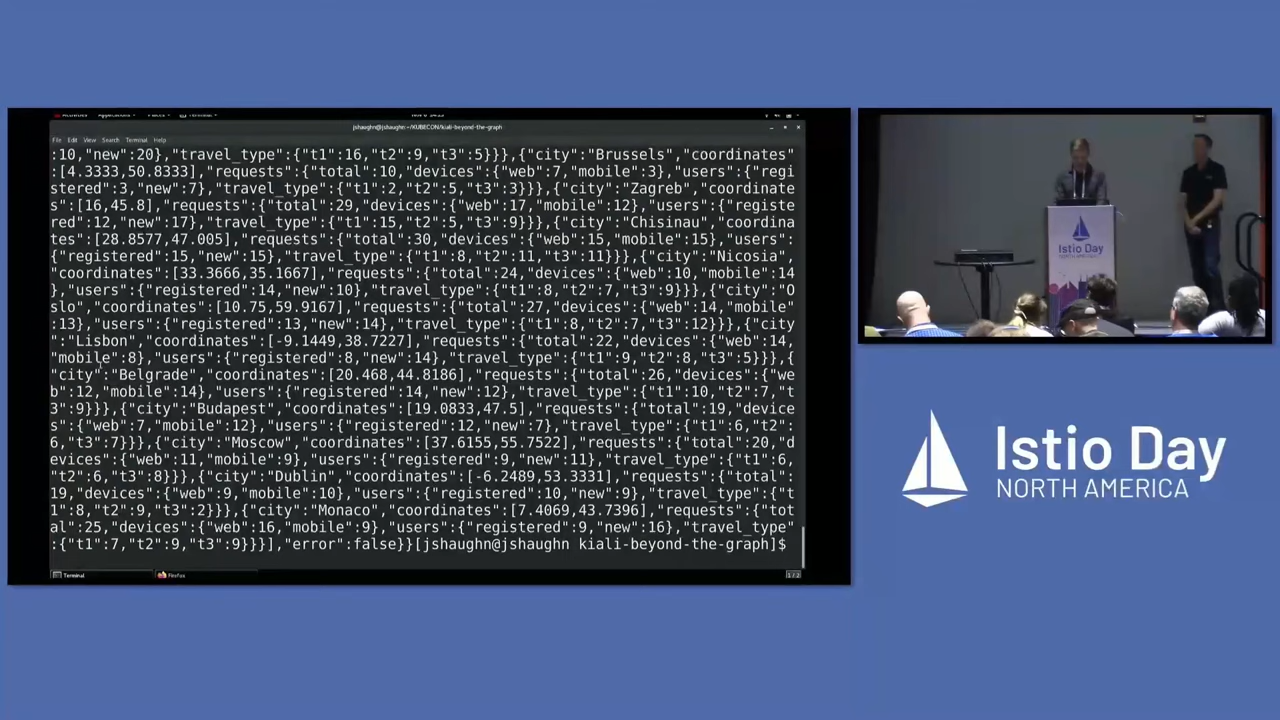 jshaughn@jshaughn:~/KUBECON/kiali-beyond-the-graph
File Edit View Search Terminal Help
:10,"new":20},"travel_type":{"t1":16,"t2":9,"t3":5}}},{"city":"Brussels","coordinates"
:[4.3333,50.8333],"requests":{"total":10,"devices":{"web":7,"mobile":3},"users":{"regi
stered":3,"new":7},"travel_type":{"t1":2,"t2":5,"t3":3}}},{"city":"Zagreb","coordinate
s":[16,45.8],"requests":{"total":29,"devices":{"web":17,"mobile":12},"users":{"registe
red":12,"new":17},"travel_type":{"t1":15,"t2":5,"t3":9}}},{"city":"Chisinau","coordina
tes":[28.8577,47.005],"requests":{"total":30,"devices":{"web":15,"mobile":15},"users":
{"registered":15,"new":15},"travel_type":{"t1":8,"t2":11,"t3":11}}},{"city":"Nicosia",
"coordinates":[33.3666,35.1667],"requests":{"total":24,"devices":{"web":10,"mobile":14
},"users":{"registered":14,"new":10},"travel_type":{"t1":8,"t2":7,"t3":9}}},{"city":"O
slo","coordinates":[10.75,59.9167],"requests":{"total":27,"devices":{"web":14,"mobile"
:13},"users":{"registered":13,"new":14},"travel_type":{"t1":8,"t2":7,"t3":12}}},{"city
":"Lisbon","coordinates":[-9.1449,38.7227],"requests":{"total":22,"devices":{"web":14,
"mobile":8},"users":{"registered":8,"new":14},"travel_type":{"t1":9,"t2":8,"t3":5}}},{
"city":"Belgrade","coordinates":[20.468,44.8186],"requests":{"total":26,"devices":{"we
b":12,"mobile":14},"users":{"registered":14,"new":12},"travel_type":{"t1":10,"t2":7,"t
3":9}}},{"city":"Budapest","coordinates":[19.0833,47.5],"requests":{"total":19,"device
s":{"web":7,"mobile":12},"users":{"registered":12,"new":7},"travel_type":{"t1":6,"t2":
6,"t3":7}}},{"city":"Moscow","coordinates":[37.6155,55.7522],"requests":{"total":20,"d
evices":{"web":11,"mobile":9},"users":{"registered":9,"new":11},"travel_type":{"t1":6,
"t2":6,"t3":8}}},{"city":"Dublin","coordinates":[-6.2489,53.3331],"requests":{"total":
19,"devices":{"web":9,"mobile":10},"users":{"registered":10,"new":9},"travel_type":{"t
1":8,"t2":9,"t3":2}}},{"city":"Monaco","coordinates":[7.4069,43.7396],"requests":{"tot
al":25,"devices":{"web":16,"mobile":9},"users":{"registered":9,"new":16},"travel_type"
:{"t1":7,"t2":9,"t3":9}}}],"error":false}}[jshaughn@jshaughn kiali-beyond-the-graph]$
Terminal Firefox
Istio Day
Istio Day
NORTH AMERICA